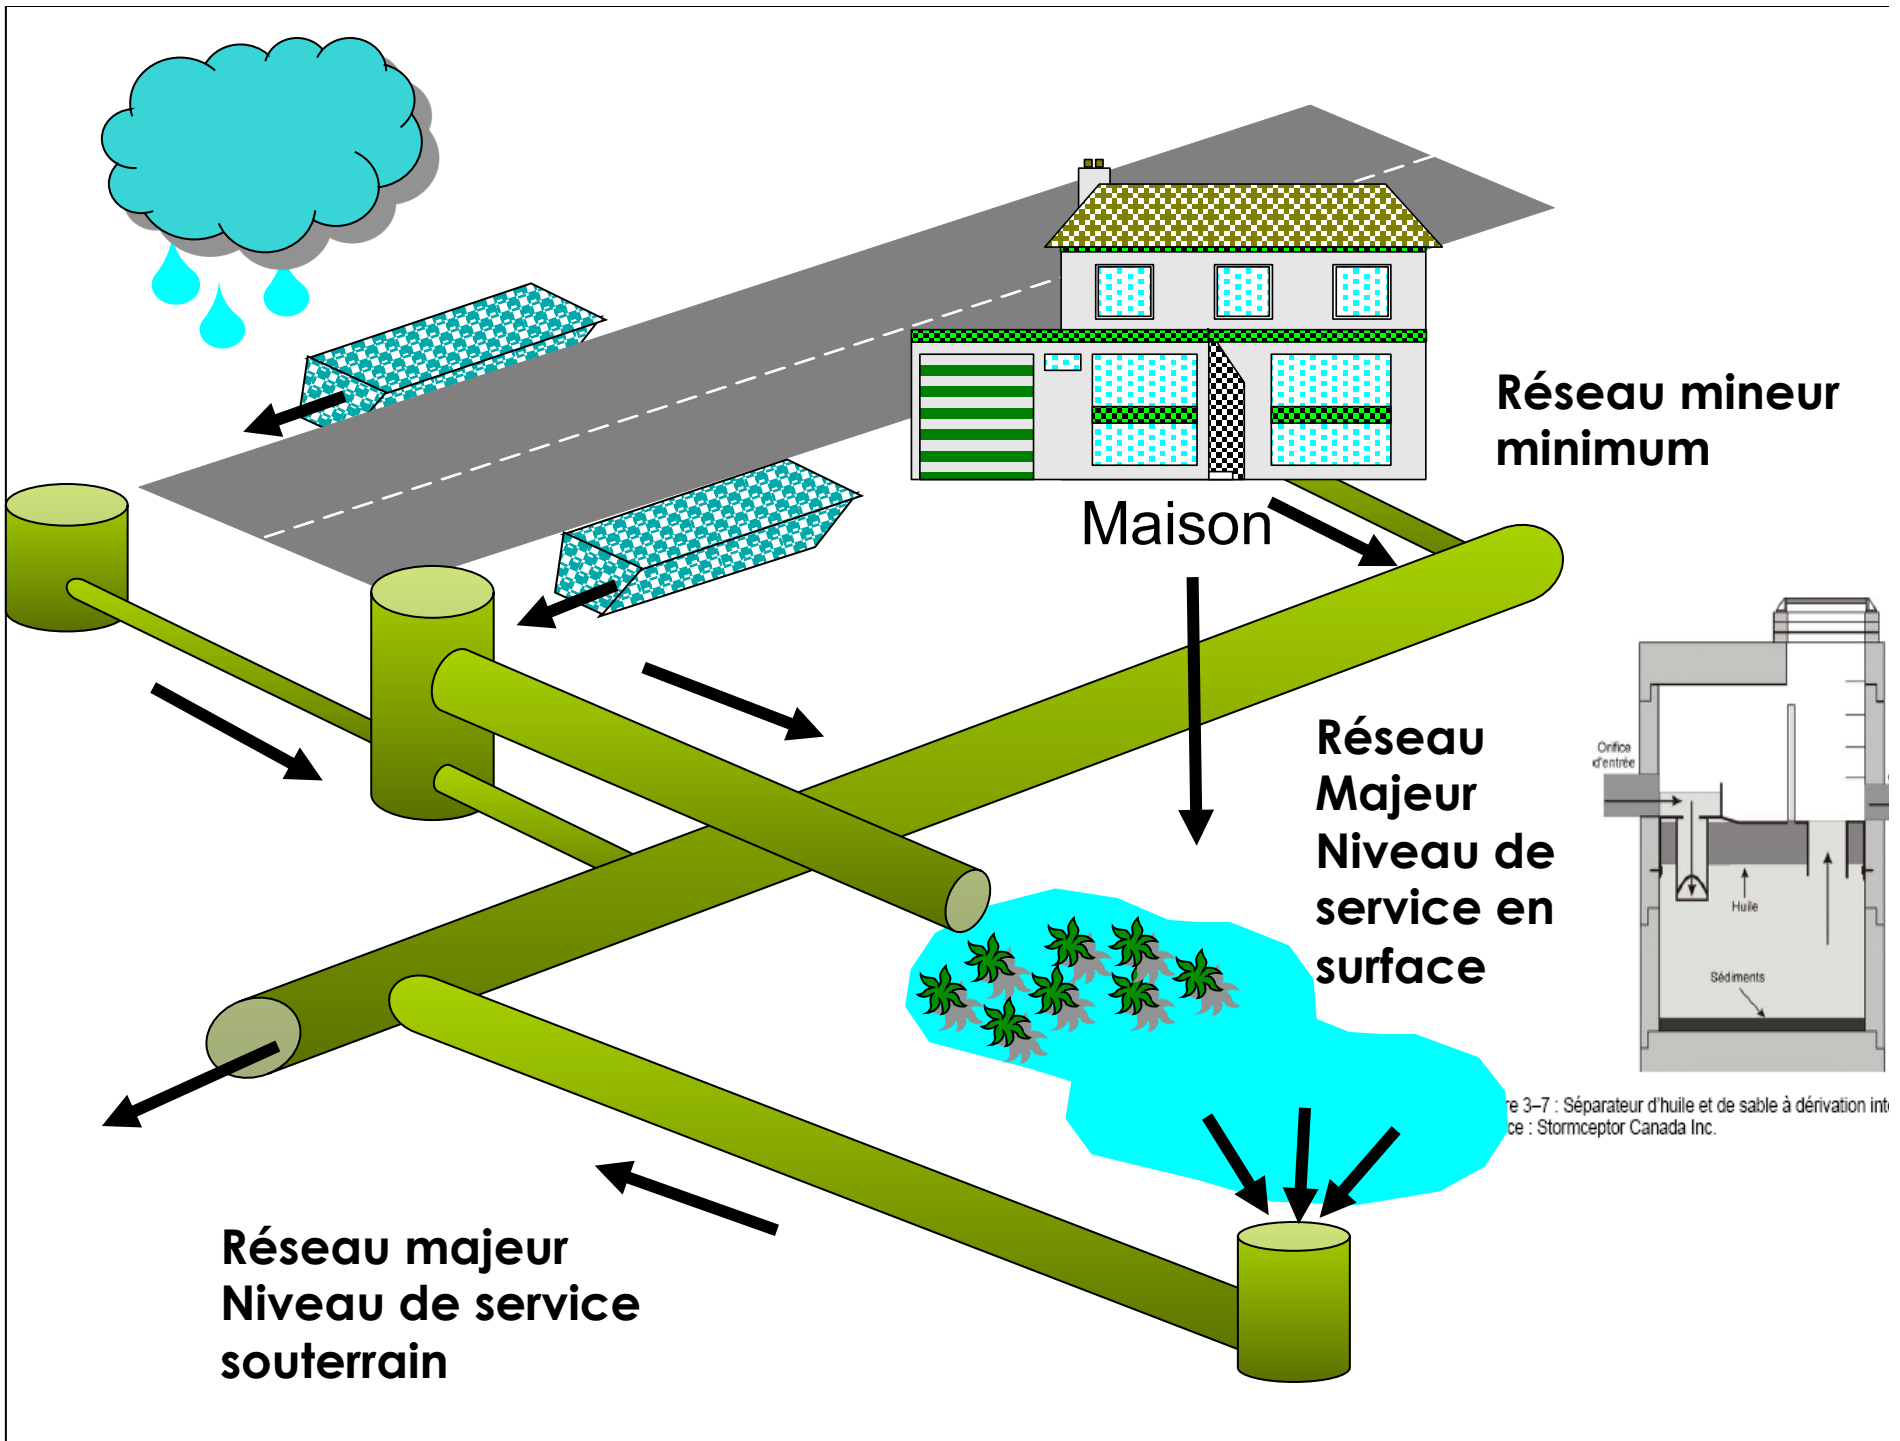 Réseau mineur
minimum
Maison
Réseau
Majeur
Niveau de
service en
surface
Orifice
d'entrée
Huile
Sédiments
re 3–7 : Séparateur d'huile et de sable à dérivation int
ce : Stormceptor Canada Inc.
Réseau majeur
Niveau de service
souterrain